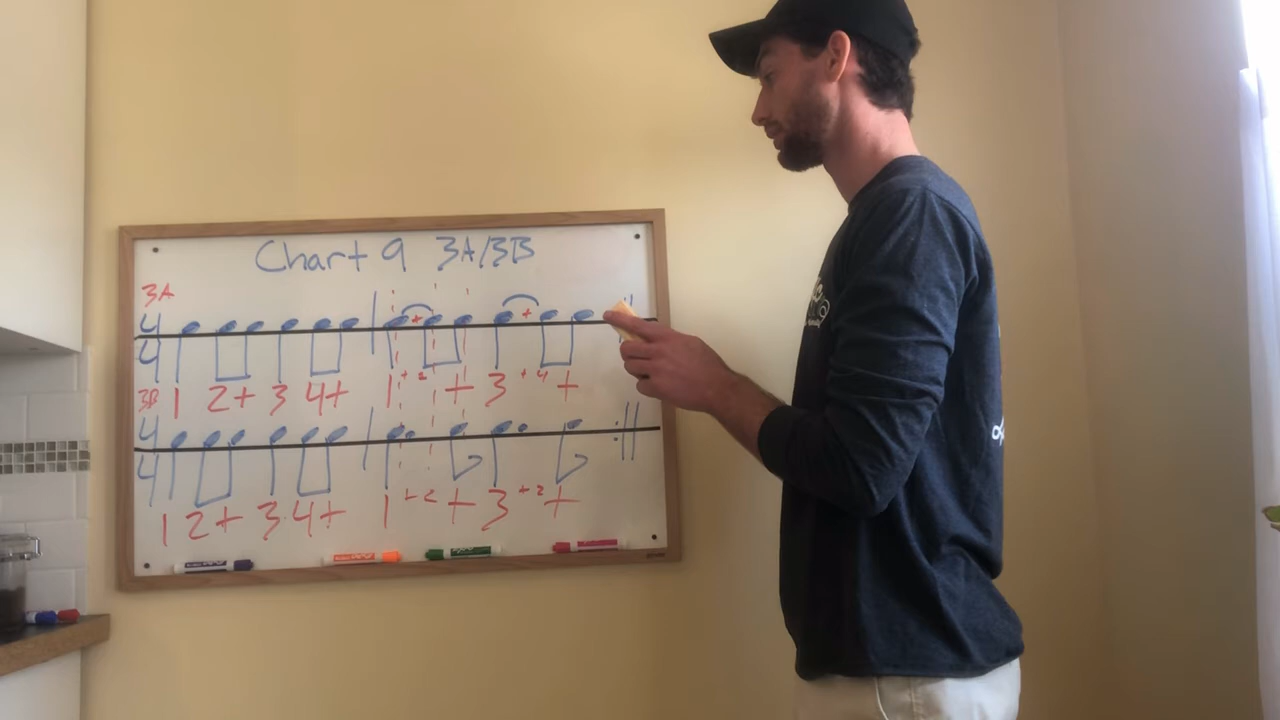 Chart 9 3A/3B
3A
4
4
+ +
1 2+ 3 4+ 1 + 2 + 3 + 4 +
3B
4
4
1 2+ 3 4+ 1 + 2 + 3 + 2 +